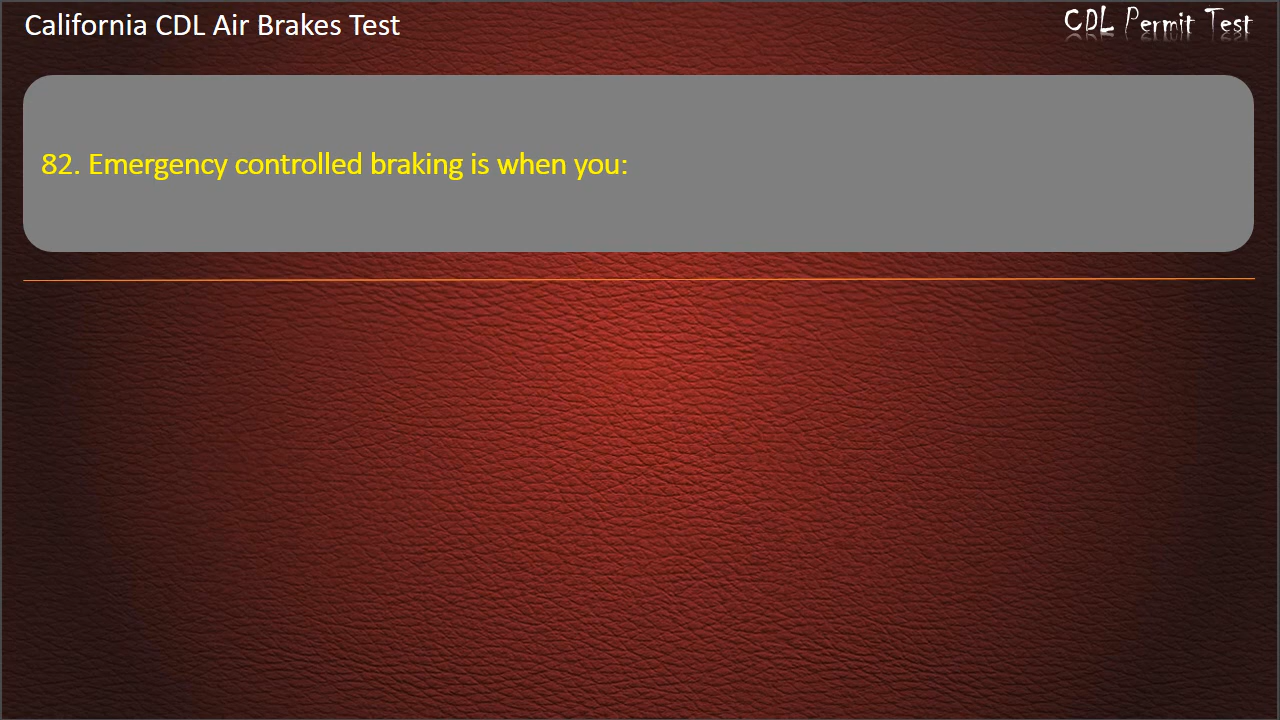 California CDL Air Brakes Test
CDL Permit Test
82. Emergency controlled braking is when you: